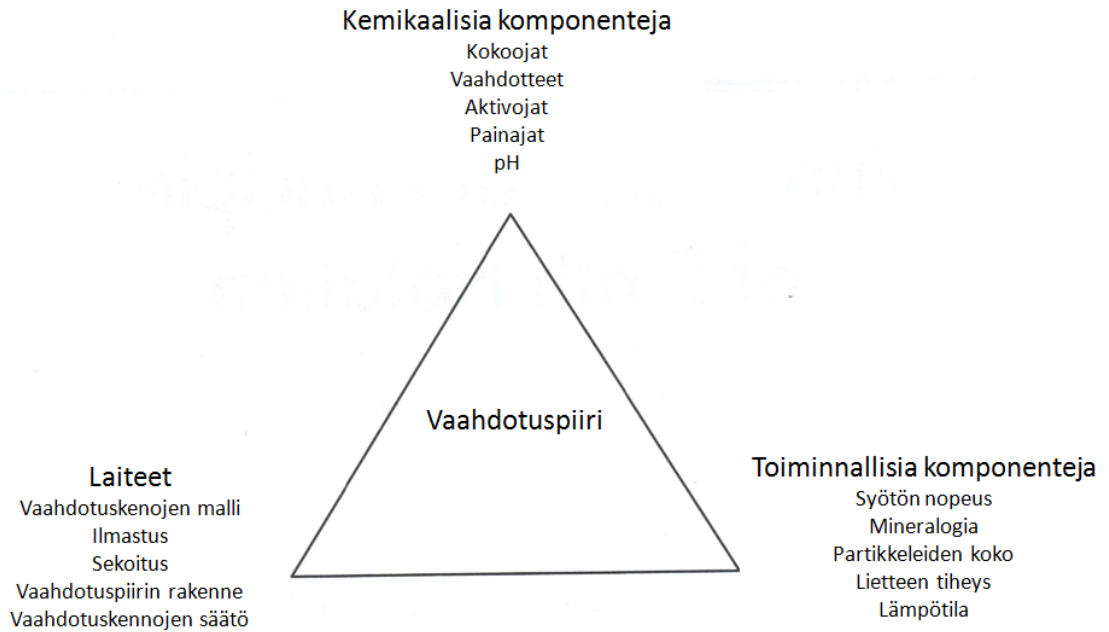 Kemikaalisia komponenteja
Kokoojat
Vaahdotteet
Aktivojat
Painajat
pH
Vaahdotuspiiri
Laiteet
Vaahdotuskenojen malli
Ilmastus
Sekoitus
Vaahdotuspiirin rakenne
Vaahdotuskennojen säätö
Toiminnallisia komponenteja
Syötön nopeus
Mineralogia
Partikkeleiden koko
Lietteen tiheys
Lämpötila